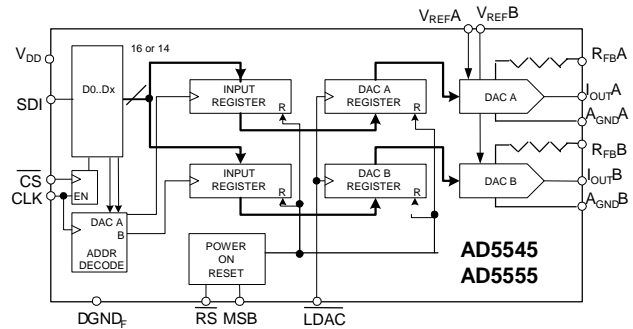 VREFA VREFB
VDD
16 or 14
RFBA
D0..Dx
INPUT REGISTER
R
DAC A REGISTER
R
DAC A
SDI
IOUTA
AGNDA
RFBB
CS
CLK
EN
INPUT REGISTER
R
DAC B REGISTER
R
DAC B
IOUTB
AGNDB
DAC A
B
ADDR DECODE
POWER ON RESET
AD5545
AD5555
DGNDF
RS
MSB
LDAC